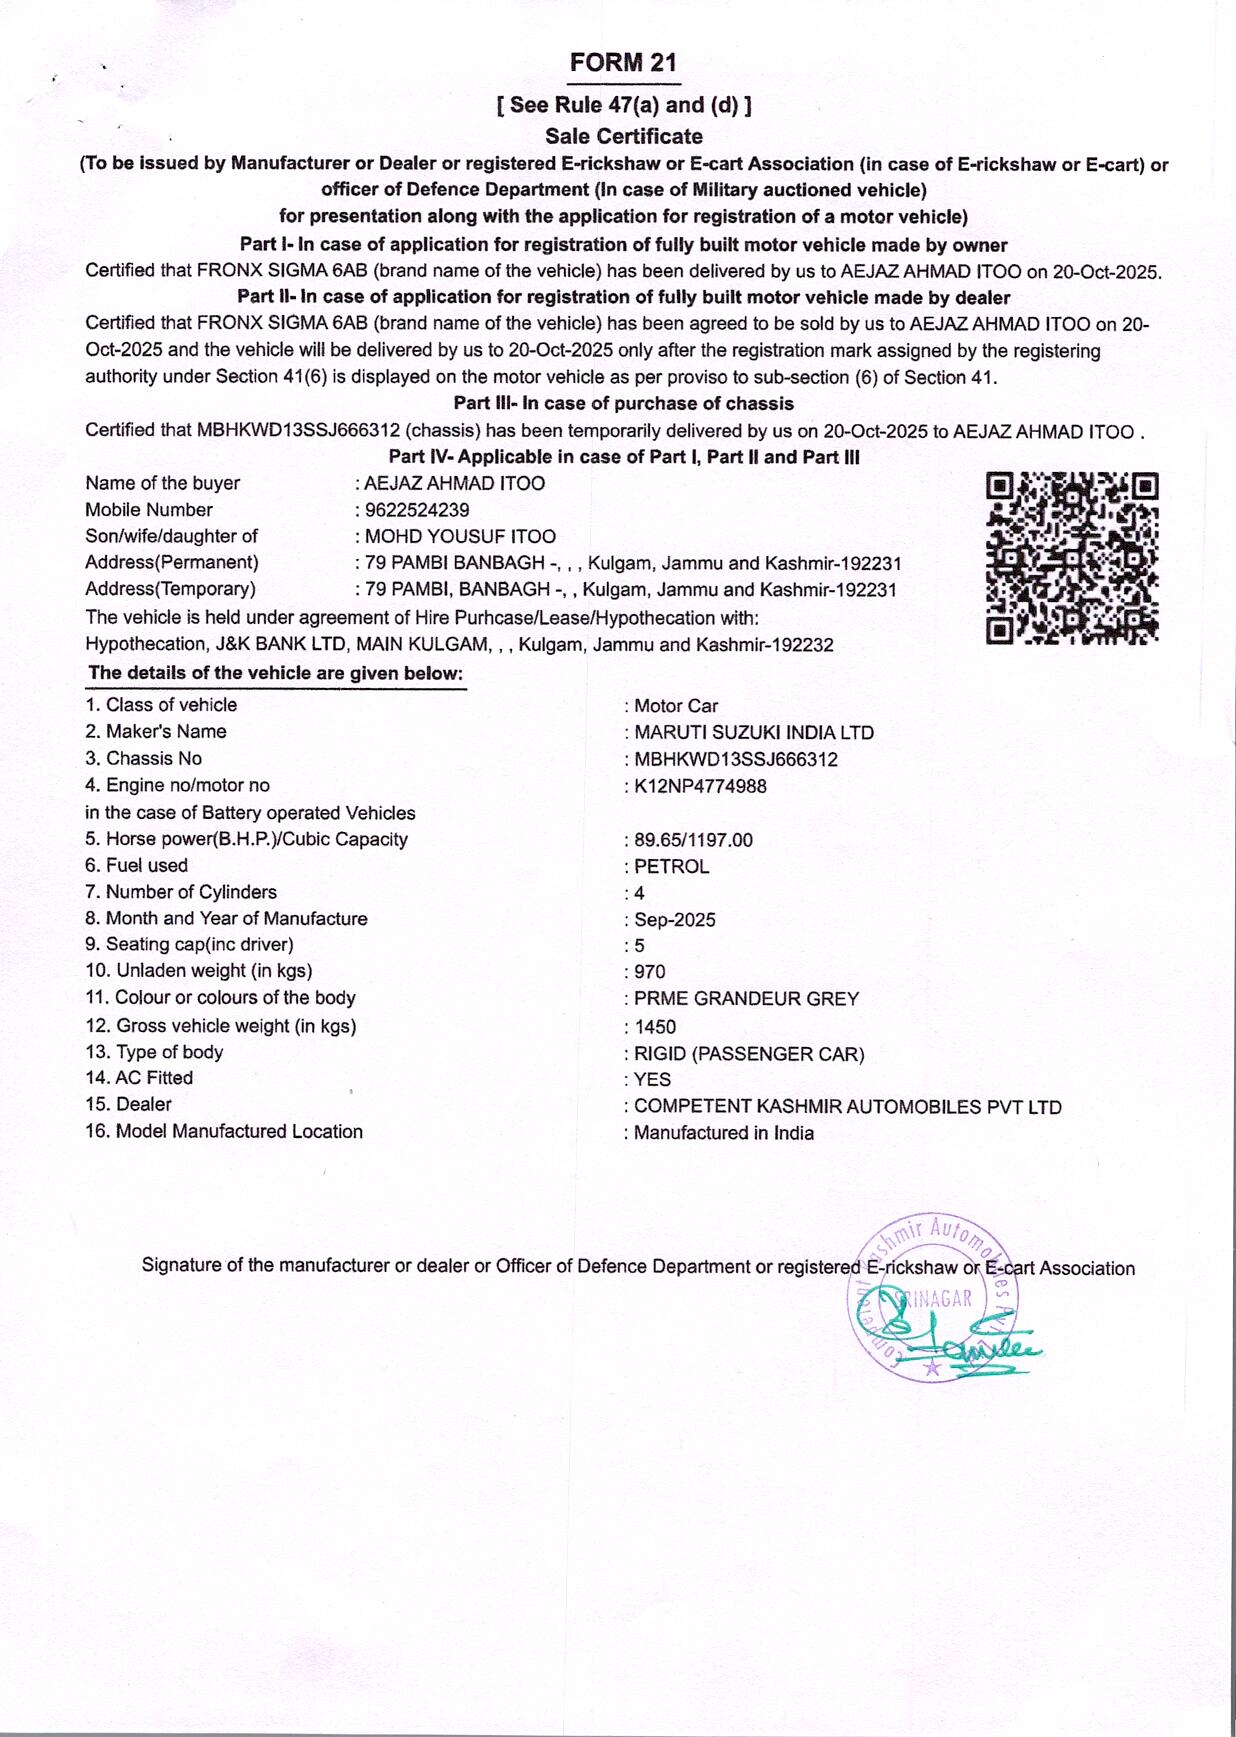 FORM 21
[ See Rule 47(a) and (d) ]
Sale Certificate
(To be issued by Manufacturer or Dealer or registered E-rickshaw or E-cart Association (in case of E-rickshaw or E-cart) or
officer of Defence Department (In case of Military auctioned vehicle)
for presentation along with the application for registration of a motor vehicle)
Part I- In case of application for registration of fully built motor vehicle made by owner
Certified that FRONX SIGMA 6AB (brand name of the vehicle) has been delivered by us to AEJAZ AHMAD ITOO on 20-Oct-2025.
Part II- In case of application for registration of fully built motor vehicle made by dealer
Certified that FRONX SIGMA 6AB (brand name of the vehicle) has been agreed to be sold by us to AEJAZ AHMAD ITOO on 20-
Oct-2025 and the vehicle will be delivered by us to 20-Oct-2025 only after the registration mark assigned by the registering
authority under Section 41(6) is displayed on the motor vehicle as per proviso to sub-section (6) of Section 41.
Part III- In case of purchase of chassis
Certified that MBHKWD13SSJ666312 (chassis) has been temporarily delivered by us on 20-Oct-2025 to AEJAZ AHMAD ITOO .
Part IV- Applicable in case of Part I, Part II and Part III
Name of the buyer : AEJAZ AHMAD ITOO
Mobile Number : 9622524239
Son/wife/daughter of : MOHD YOUSUF ITOO
Address(Permanent) : 79 PAMBI BANBAGH -, , , Kulgam, Jammu and Kashmir-192231
Address(Temporary) : 79 PAMBI, BANBAGH -, , Kulgam, Jammu and Kashmir-192231
The vehicle is held under agreement of Hire Purhcase/Lease/Hypothecation with:
Hypothecation, J&K BANK LTD, MAIN KULGAM, , , Kulgam, Jammu and Kashmir-192232
The details of the vehicle are given below:
1. Class of vehicle : Motor Car
2. Maker's Name : MARUTI SUZUKI INDIA LTD
3. Chassis No : MBHKWD13SSJ666312
4. Engine no/motor no : K12NP4774988
in the case of Battery operated Vehicles
5. Horse power(B.H.P.)/Cubic Capacity : 89.65/1197.00
6. Fuel used : PETROL
7. Number of Cylinders : 4
8. Month and Year of Manufacture : Sep-2025
9. Seating cap(inc driver) : 5
10. Unladen weight (in kgs) : 970
11. Colour or colours of the body : PRME GRANDEUR GREY
12. Gross vehicle weight (in kgs) : 1450
13. Type of body : RIGID (PASSENGER CAR)
14. AC Fitted : YES
15. Dealer : COMPETENT KASHMIR AUTOMOBILES PVT LTD
16. Model Manufactured Location : Manufactured in India
Signature of the manufacturer or dealer or Officer of Defence Department or registered E-rickshaw or E-cart Association
Competent Kashmir Automobiles Pvt
SRINAGAR